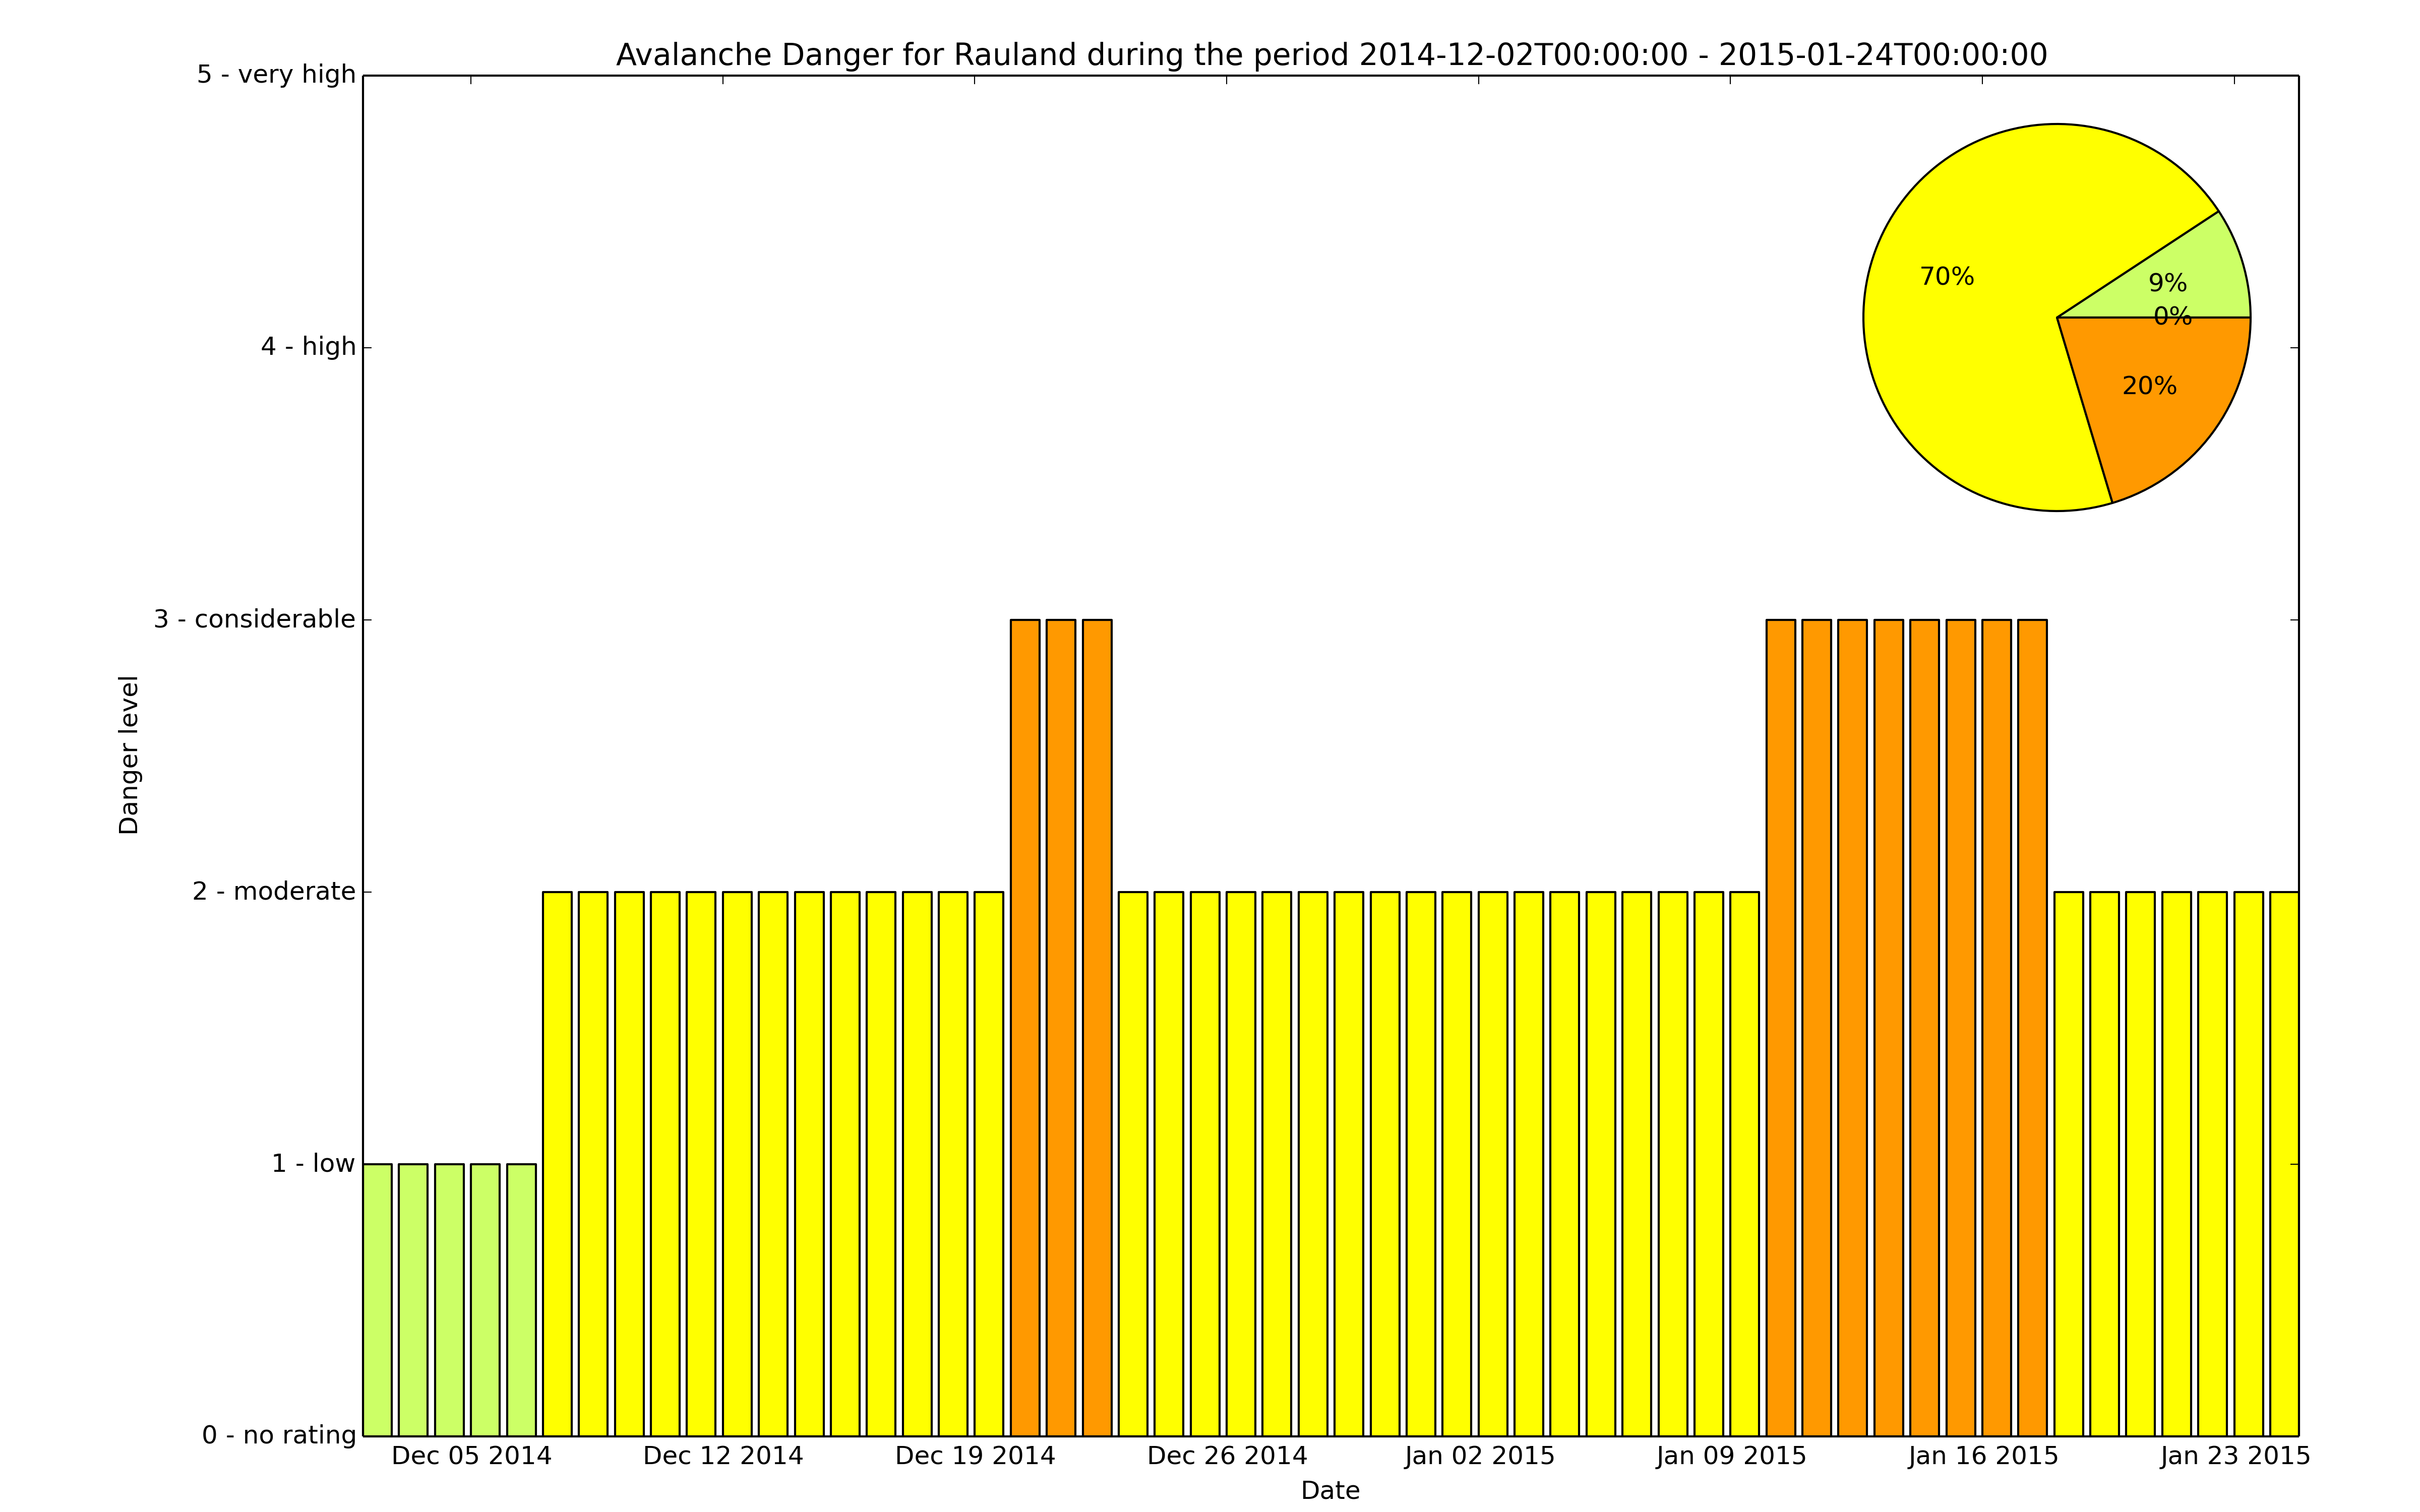 Avalanche Danger for Rauland during the period 2014-12-02T00:00:00 - 2015-01-24T00:00:00
5 - very high
4 - high
3 - considerable
2 - moderate
1 - low
0 - no rating
Danger level
70%
9%
0%
20%
Dec 05 2014
Dec 12 2014
Dec 19 2014
Dec 26 2014
Jan 02 2015
Jan 09 2015
Jan 16 2015
Jan 23 2015
Date